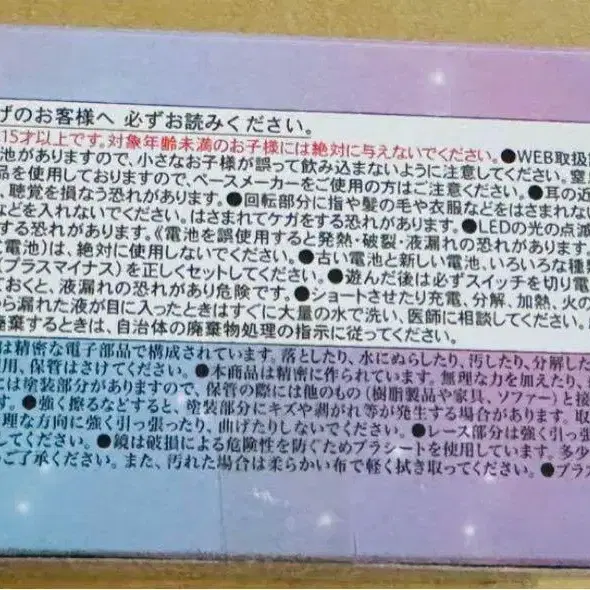 げのお客様へ 必ずお読みください。
15才以上です。対象年齢未満のお子様には絶対に与えないでください。●WEB取扱
池がありますので、小さなお子様が誤って飲み込まないように注意してください。窒
品を使用しておりますので、ペースメーカーをご使用の方はご注意ください。●耳の近
、聴覚を損なう恐れがあります。●回転部分に指や髪の毛や衣服などをはさまれない
などを入れないでください。はさまれてケガをする恐れがあります。●LEDの光の点滅
する恐れがあります。《電池を誤使用すると発熱・破裂・液漏れの恐れがあります。
電池)は、絶対に使用しないでください。●古い電池と新しい電池、いろいろな種類
(プラスマイナス)を正しくセットしてください。●遊んだ後は必ずスイッチを切り電
ておくと、液漏れの恐れがあり危険です。●ショートさせたり充電、分解、加熱、火の
ら漏れた液が目に入ったときはすぐに大量の水で洗い、医師に相談してください。
廃棄するときは、自治体の廃棄物処理の指示に従ってください。
は精密な電子部品で構成されています。落としたり、水にぬらしたり、汚したり、分解した
用、保管はさけてください。●本商品は精密に作られています。無理な力を加えたり、
には塗装部分がありますので、保管の際には他のもの(樹脂製品や家具、ソファー)と接
す。●強く擦るなどすると、塗装部分にキズや剥がれ等が発生する場合があります。取
理な方向に強く引っ張ったり、曲げたりしないでください。●レース部分は強く引っ張
してください。●鏡は破損による危険性を防ぐためプラシートを使用しています。多少
ご了承ください。また、汚れた場合は柔らかい布で軽く拭き取ってください。●プラス